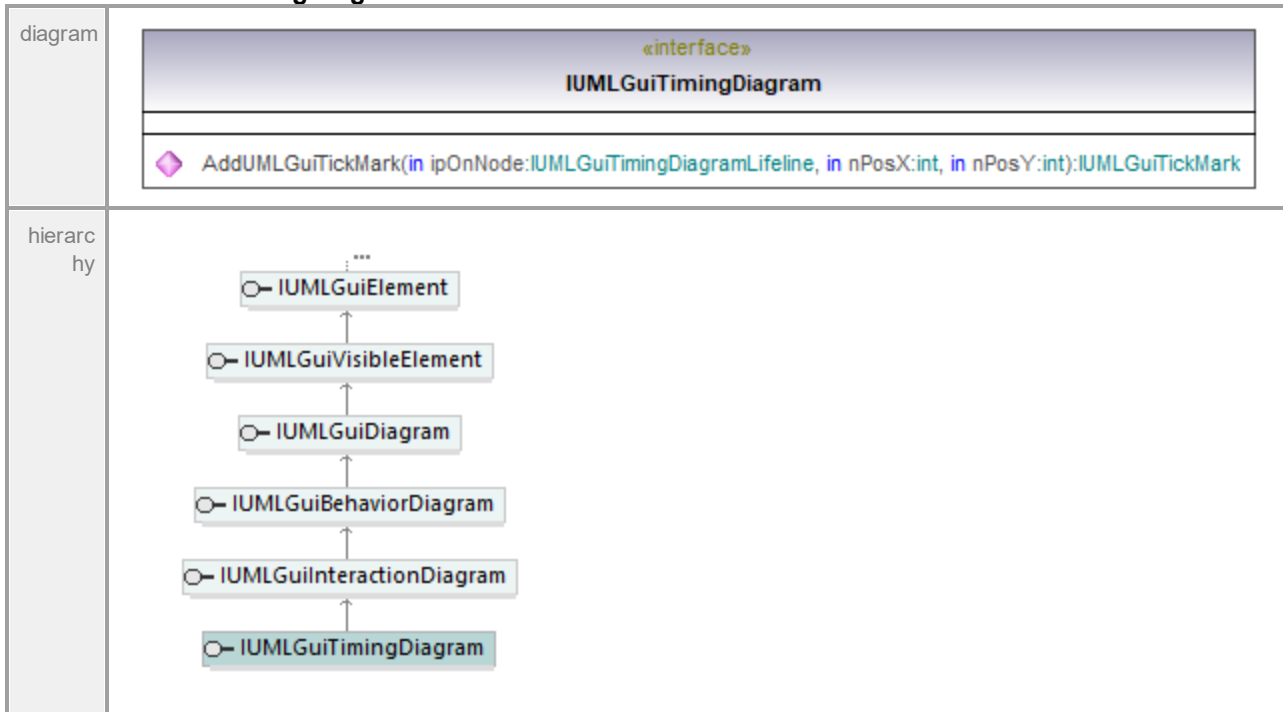 diagram
«interface»
IUMLGuiTimingDiagram
AddUMLGuiTickMark(in ipOnNode:IUMLGuiTimingDiagramLifeline, in nPosX:int, in nPosY:int):IUMLGuiTickMark
hierarc
hy
...
IUMLGuiElement
IUMLGuiVisibleElement
IUMLGuiDiagram
IUMLGuiBehaviorDiagram
IUMLGuiInteractionDiagram
IUMLGuiTimingDiagram